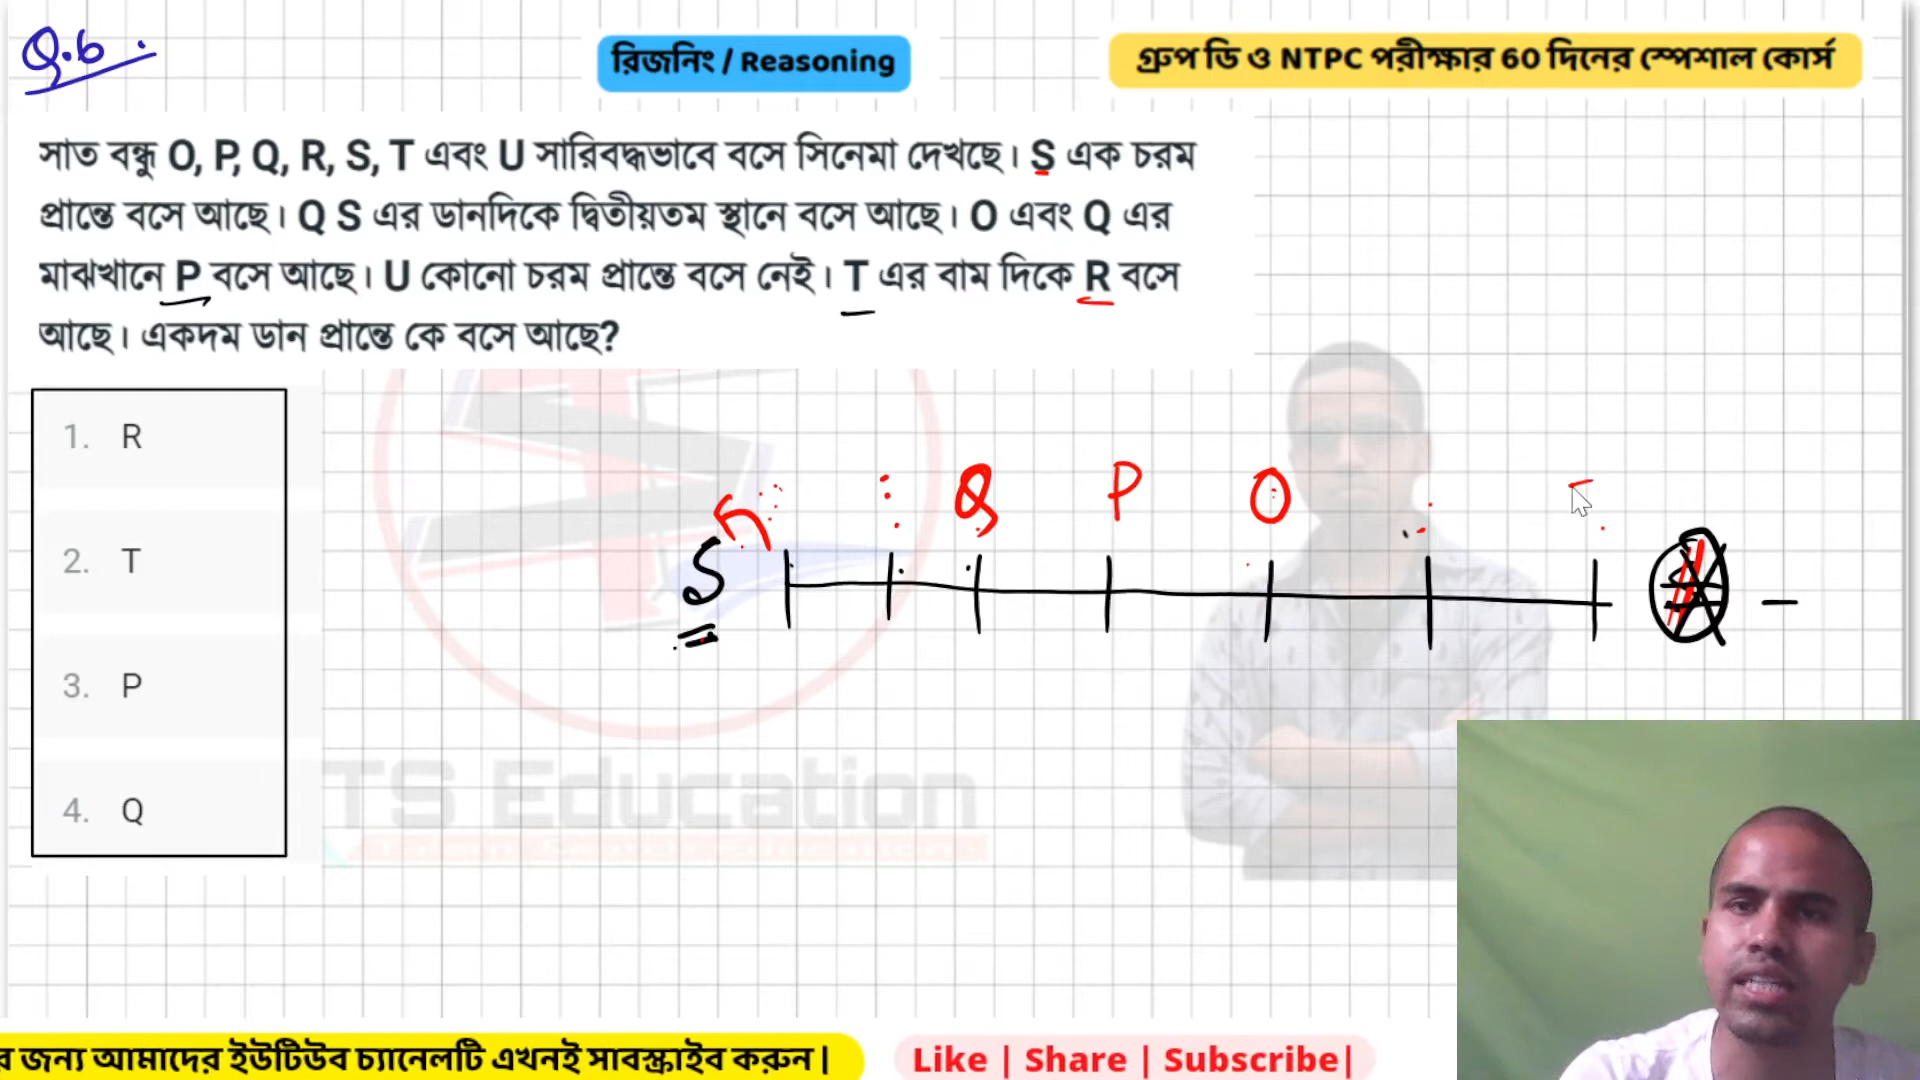 Q.6
রিজনিং / Reasoning
গ্রুপ ডি ও NTPC পরীক্ষার 60 দিনের স্পেশাল কোর্স
সাত বন্ধু O, P, Q, R, S, T এবং U সারিবদ্ধভাবে বসে সিনেমা দেখছে। S এক চরম
প্রান্তে বসে আছে। Q S এর ডানদিকে দ্বিতীয়তম স্থানে বসে আছে। O এবং Q এর
মাঝখানে P বসে আছে। U কোনো চরম প্রান্তে বসে নেই। T এর বাম দিকে R বসে
আছে। একদম ডান প্রান্তে কে বসে আছে?
1. R
2. T
3. P
4. Q
Q P O
S
TS Education
র জন্য আমাদের ইউটিউব চ্যানেলটি এখনই সাবস্ক্রাইব করুন|
Like | Share | Subscribe|